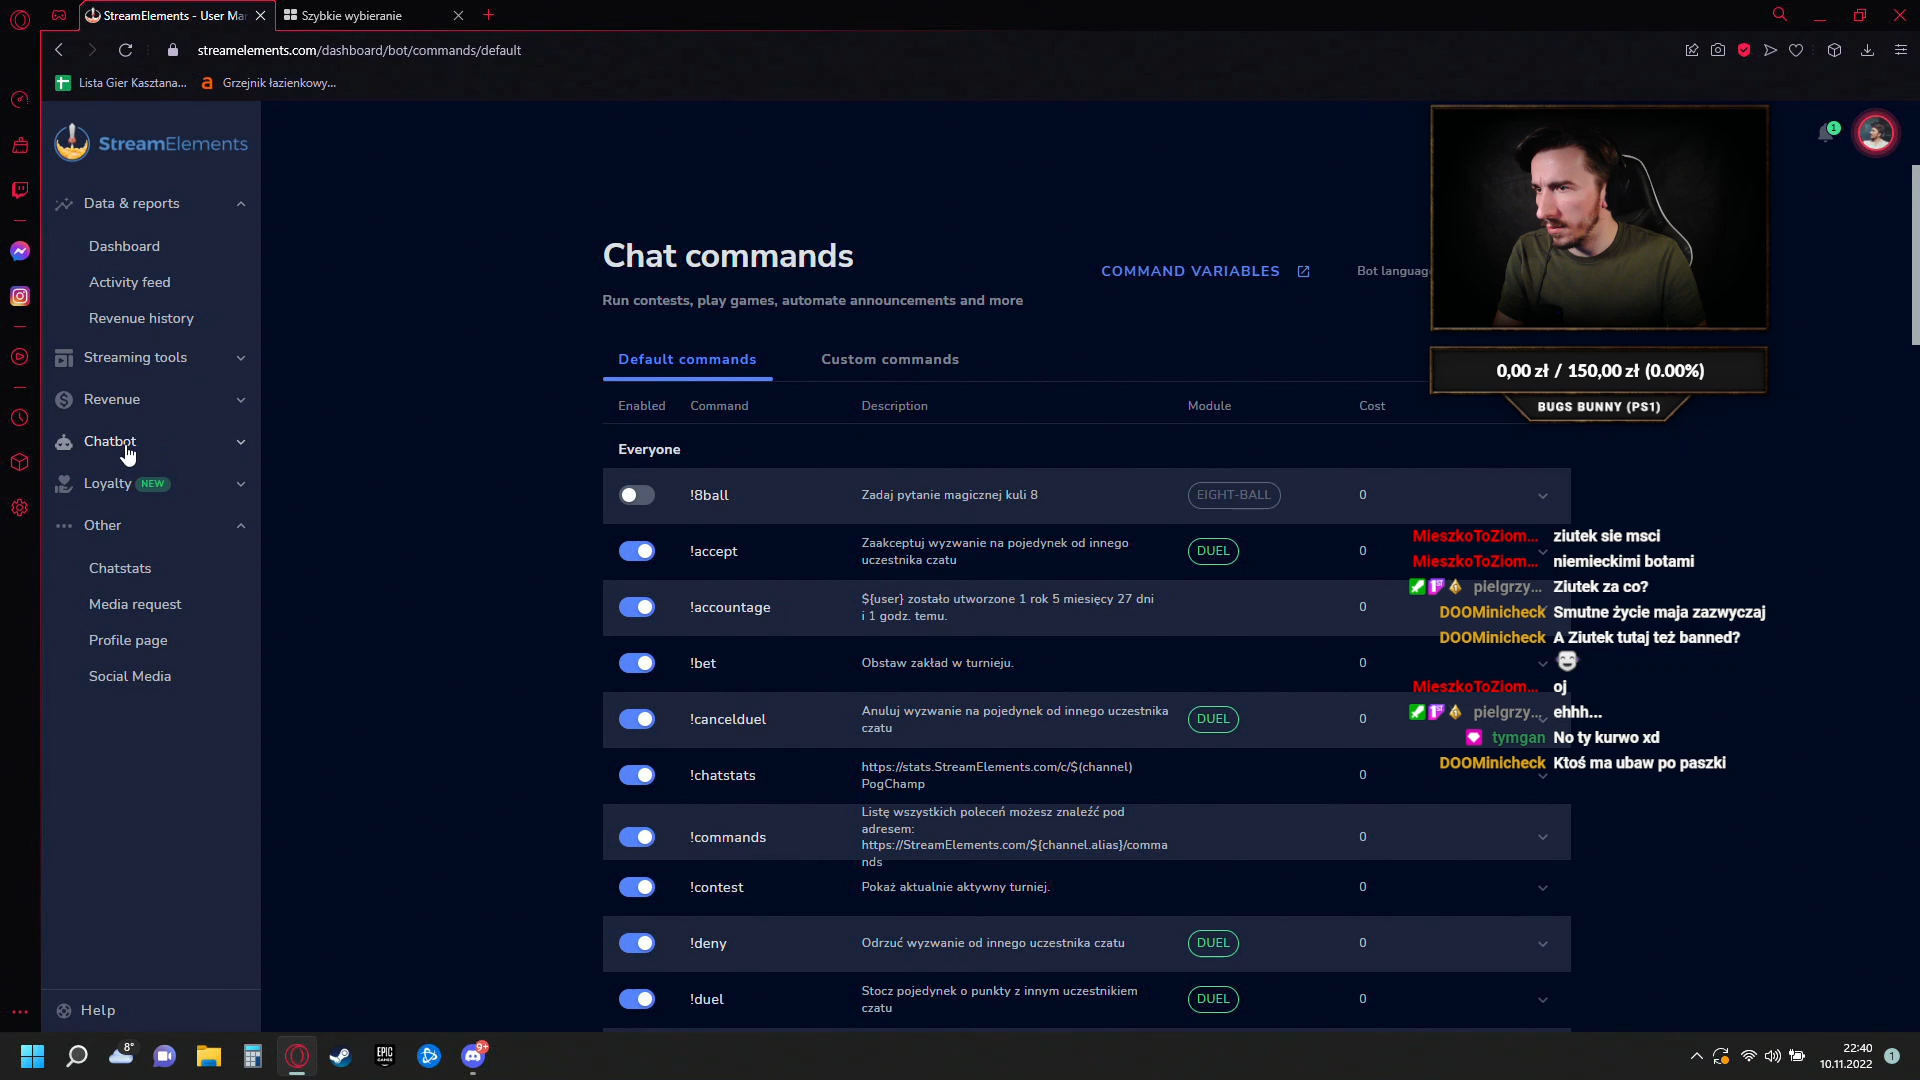 StreamElements - User Mar
Szybkie wybieranie
streamelements.com/dashboard/bot/commands/default
Lista Gier Kasztana...
Grzejnik łazienkowy...
StreamElements
1
Data & reports
Dashboard
Activity feed
Revenue history
Streaming tools
Revenue
Chatbot
Loyalty NEW
Other
Chatstats
Media request
Profile page
Social Media
Help
Chat commands
Run contests, play games, automate announcements and more
COMMAND VARIABLES
Bot languag
Default commands
Custom commands
Enabled Command Description Module Cost
Everyone
!8ball Zadaj pytanie magicznej kuli 8 EIGHT-BALL 0
!accept Zaakceptuj wyzwanie na pojedynek od innego
uczestnika czatu DUEL 0
!accountage ${user} zostało utworzone 1 rok 5 miesięcy 27 dni
i 1 godz. temu. 0
!bet Obstaw zakład w turnieju. 0
!cancelduel Anuluj wyzwanie na pojedynek od innego uczestnika
czatu DUEL 0
!chatstats https://stats.StreamElements.com/c/$(channel)
PogChamp 0
!commands Listę wszystkich poleceń możesz znaleźć pod
adresem:
https://StreamElements.com/${channel.alias}/comma
nds 0
!contest Pokaż aktualnie aktywny turniej. 0
!deny Odrzuć wyzwanie od innego uczestnika czatu DUEL 0
!duel Stocz pojedynek o punkty z innym uczestnikiem
czatu DUEL 0
0,00 zł / 150,00 zł (0.00%)
BUGS BUNNY (PS1)
MieszkoToZiom... ziutek sie msci
MieszkoToZiom... niemieckimi botami
pielgrzy... Ziutek za co?
DOOMinicheck Smutne życie maja zazwyczaj
DOOMinicheck A Ziutek tutaj też banned?
MieszkoToZiom... oj
pielgrzy... ehhh...
tymgan No ty kurwo xd
DOOMinicheck Ktoś ma ubaw po paszki
8°
EPIC
GAMES
9+
22:40
10.11.2022
1